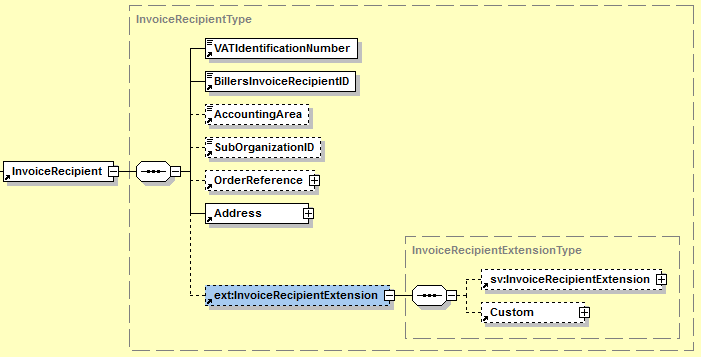 InvoiceRecipientType
VATIdentificationNumber
BillersInvoiceRecipientID
AccountingArea
SubOrganizationID
InvoiceRecipient
OrderReference
Address
InvoiceRecipientExtensionType
sv:InvoiceRecipientExtension
ext:InvoiceRecipientExtension
Custom